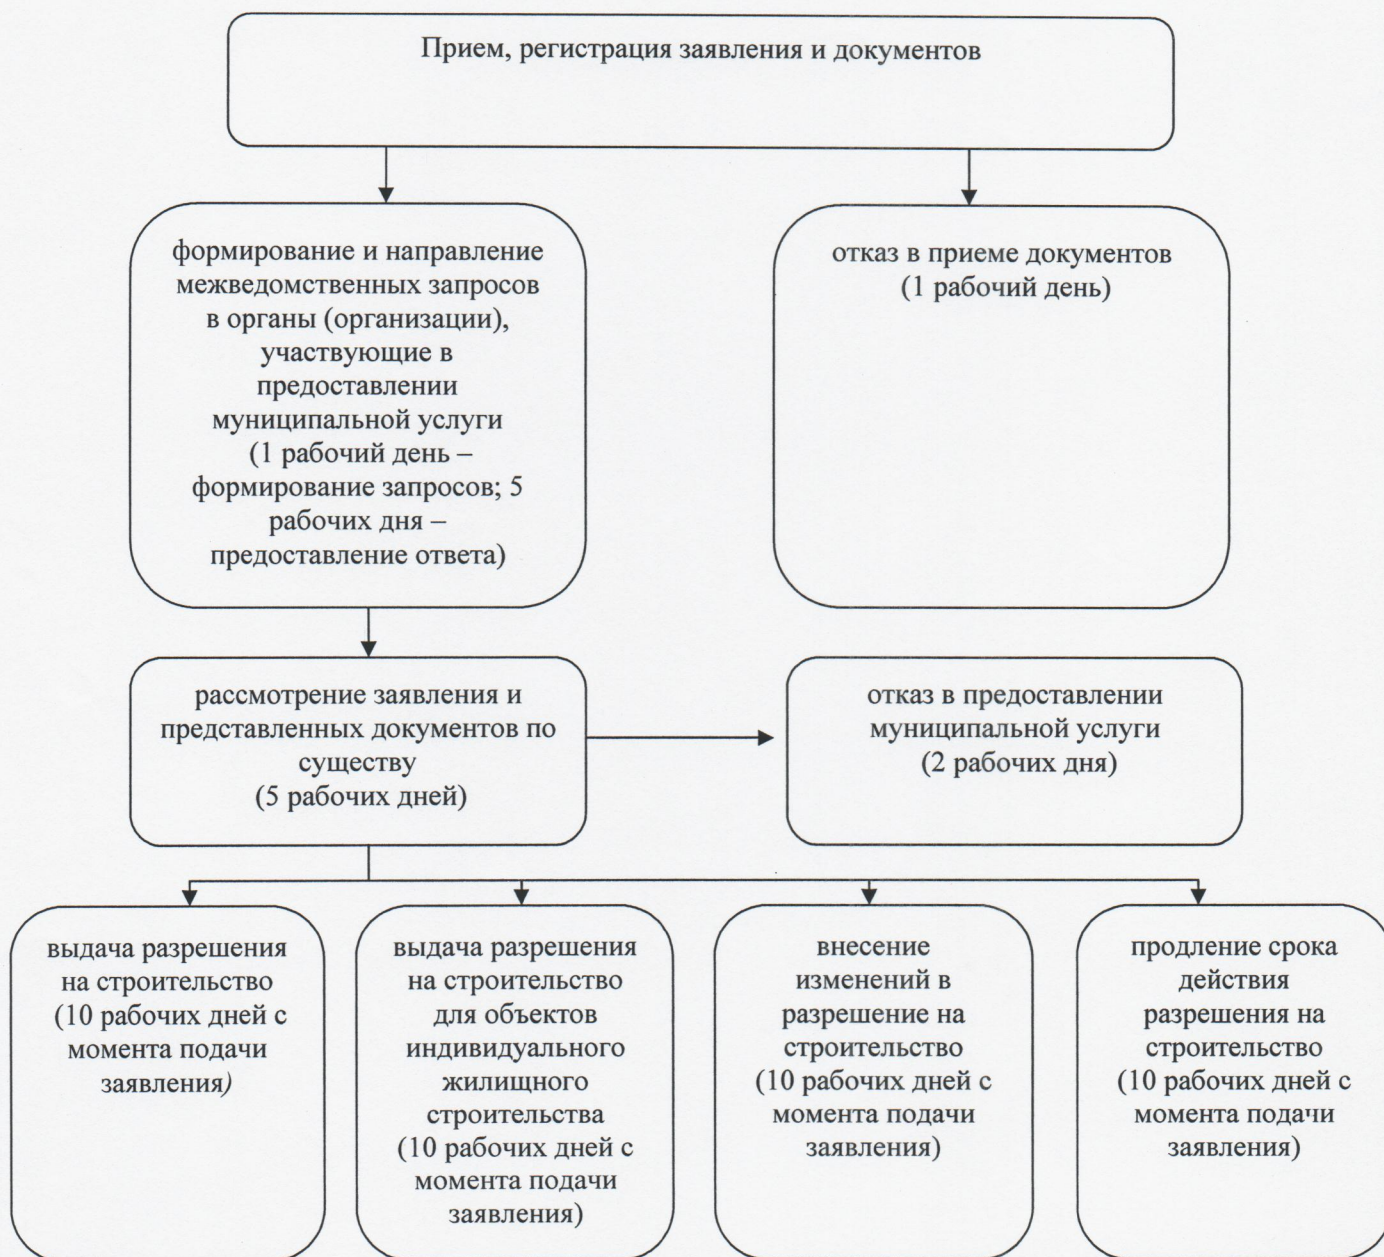 Прием, регистрация заявления и документов
формирование и направление
межведомственных запросов
в органы (организации),
участвующие в
предоставлении
муниципальной услуги
(1 рабочий день –
формирование запросов; 5
рабочих дня –
предоставление ответа)
отказ в приеме документов
(1 рабочий день)
рассмотрение заявления и
представленных документов по
существу
(5 рабочих дней)
отказ в предоставлении
муниципальной услуги
(2 рабочих дня)
выдача разрешения
на строительство
(10 рабочих дней с
момента подачи
заявления)
выдача разрешения
на строительство
для объектов
индивидуального
жилищного
строительства
(10 рабочих дней с
момента подачи
заявления)
внесение
изменений в
разрешение на
строительство
(10 рабочих дней с
момента подачи
заявления)
продление срока
действия
разрешения на
строительство
(10 рабочих дней с
момента подачи
заявления)